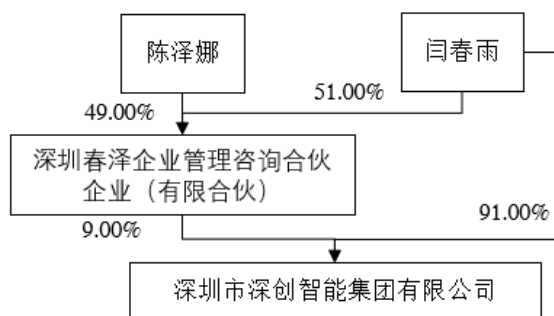 陈泽娜
闫春雨
51.00%
49.00%
深圳春泽企业管理咨询合伙
企业（有限合伙）
91.00%
9.00%
深圳市深创智能集团有限公司